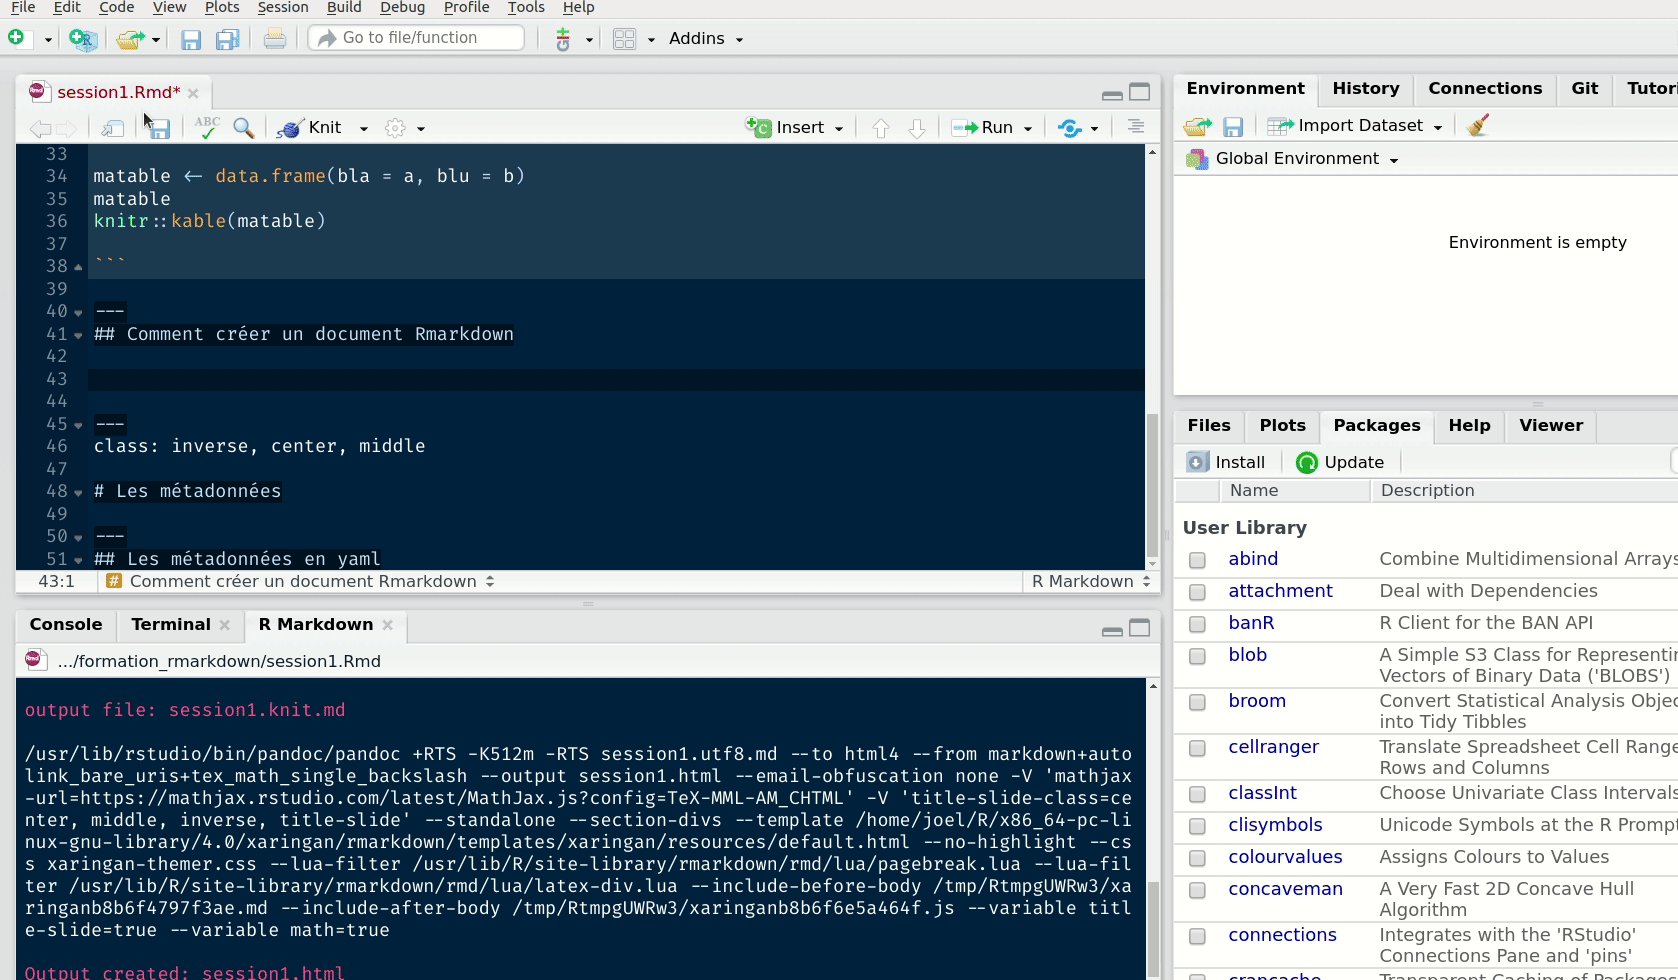 File Edit Code View Plots Session Build Debug Profile Tools Help
Go to file/function
Addins
session1.Rmd*
ABC
Knit
Insert
Run
33
34 matable <- data.frame(bla = a, blu = b)
35 matable
36 knitr::kable(matable)
37
38 ```
39
40 ---
41 ## Comment créer un document Rmarkdown
42
43
44
45 ---
46 class: inverse, center, middle
47
48 # Les métadonnées
49
50 ---
51 ## Les métadonnées en yaml
43:1 # Comment créer un document Rmarkdown R Markdown
Console Terminal R Markdown
.../formation_rmarkdown/session1.Rmd
output file: session1.knit.md
/usr/lib/rstudio/bin/pandoc/pandoc +RTS -K512m -RTS session1.utf8.md --to html4 --from markdown+auto
link_bare_uris+tex_math_single_backslash --output session1.html --email-obfuscation none -V 'mathjax
-url=https://mathjax.rstudio.com/latest/MathJax.js?config=TeX-MML-AM_CHTML' -V 'title-slide-class=ce
nter, middle, inverse, title-slide' --standalone --section-divs --template /home/joel/R/x86_64-pc-li
nux-gnu-library/4.0/xaringan/rmarkdown/templates/xaringan/resources/default.html --no-highlight --cs
s xaringan-themer.css --lua-filter /usr/lib/R/site-library/rmarkdown/rmd/lua/pagebreak.lua --lua-fil
ter /usr/lib/R/site-library/rmarkdown/rmd/lua/latex-div.lua --include-before-body /tmp/RtmpgUWRw3/xa
ringanb8b6f4797f3ae.md --include-after-body /tmp/RtmpgUWRw3/xaringanb8b6f6e5a464f.js --variable titl
e-slide=true --variable math=true
Output created: session1.html
Environment History Connections Git Tutori
Import Dataset
Global Environment
Environment is empty
Files Plots Packages Help Viewer
Install Update
Name Description
User Library
abind Combine Multidimensional Arrays
attachment Deal with Dependencies
banR R Client for the BAN API
blob A Simple S3 Class for Representin
Vectors of Binary Data ('BLOBS')
broom Convert Statistical Analysis Objec
into Tidy Tibbles
cellranger Translate Spreadsheet Cell Range
Rows and Columns
classInt Choose Univariate Class Intervals
clisymbols Unicode Symbols at the R Prompt
colourvalues Assigns Colours to Values
concaveman A Very Fast 2D Concave Hull
Algorithm
connections Integrates with the 'RStudio'
Connections Pane and 'pins'
crancache Transparent Caching of Packages